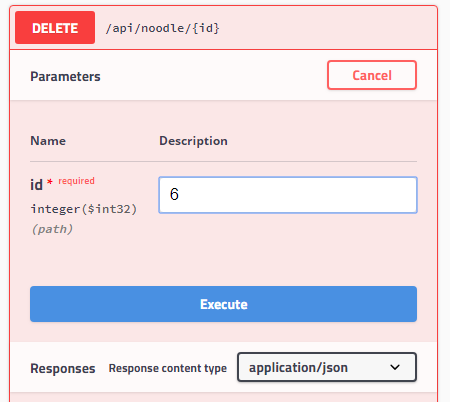 DELETE /api/noodle/{id}
Parameters Cancel
Name Description
id * required 6
integer($int32)
(path)
Execute
Responses Response content type application/json